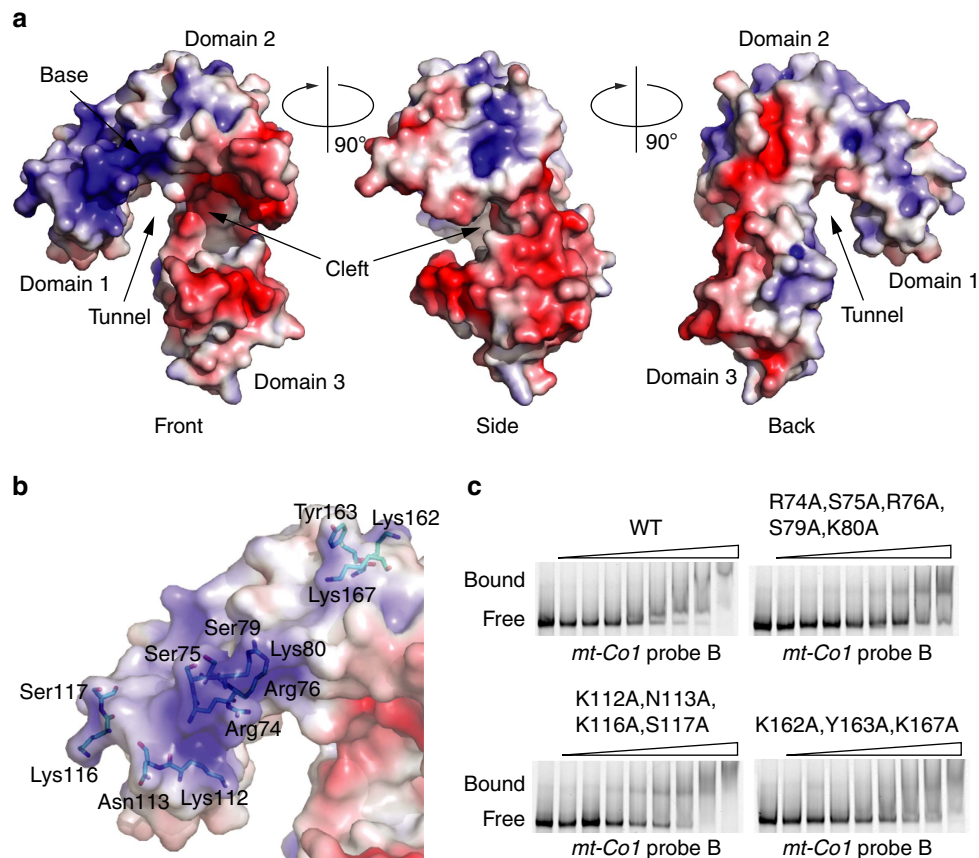 a
Domain 2
Base
90°
Domain 1
Tunnel
Cleft
Domain 3
Front
Side
90°
Domain 2
Domain 1
Tunnel
Domain 3
Back
b
Tyr163
Lys162
Lys167
Ser79
Lys80
Ser75
Arg76
Ser117
Arg74
Lys116
Asn113
Lys112
c
WT
Bound
Free
mt-Co1 probe B
R74A,S75A,R76A,
S79A,K80A
mt-Co1 probe B
K112A,N113A,
K116A,S117A
Bound
Free
mt-Co1 probe B
K162A,Y163A,K167A
mt-Co1 probe B